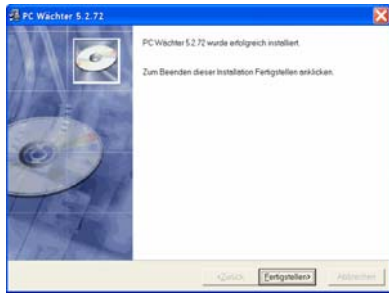 PC Wächter 5.2.72
PC Wächter 5.2.72 wurde erfolgreich installiert.
Zum Beenden dieser Installation Fertigstellen anklicken.
<Zurück
Fertigstellen>
Abbrechen